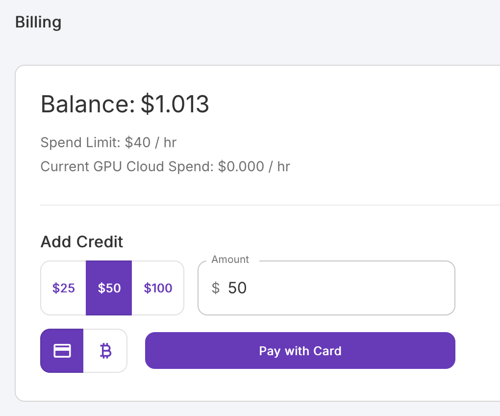 Billing
Balance: $1.013
Spend Limit: $40 / hr
Current GPU Cloud Spend: $0.000 / hr
Add Credit
Amount
$25 $50 $100 $ 50
Pay with Card